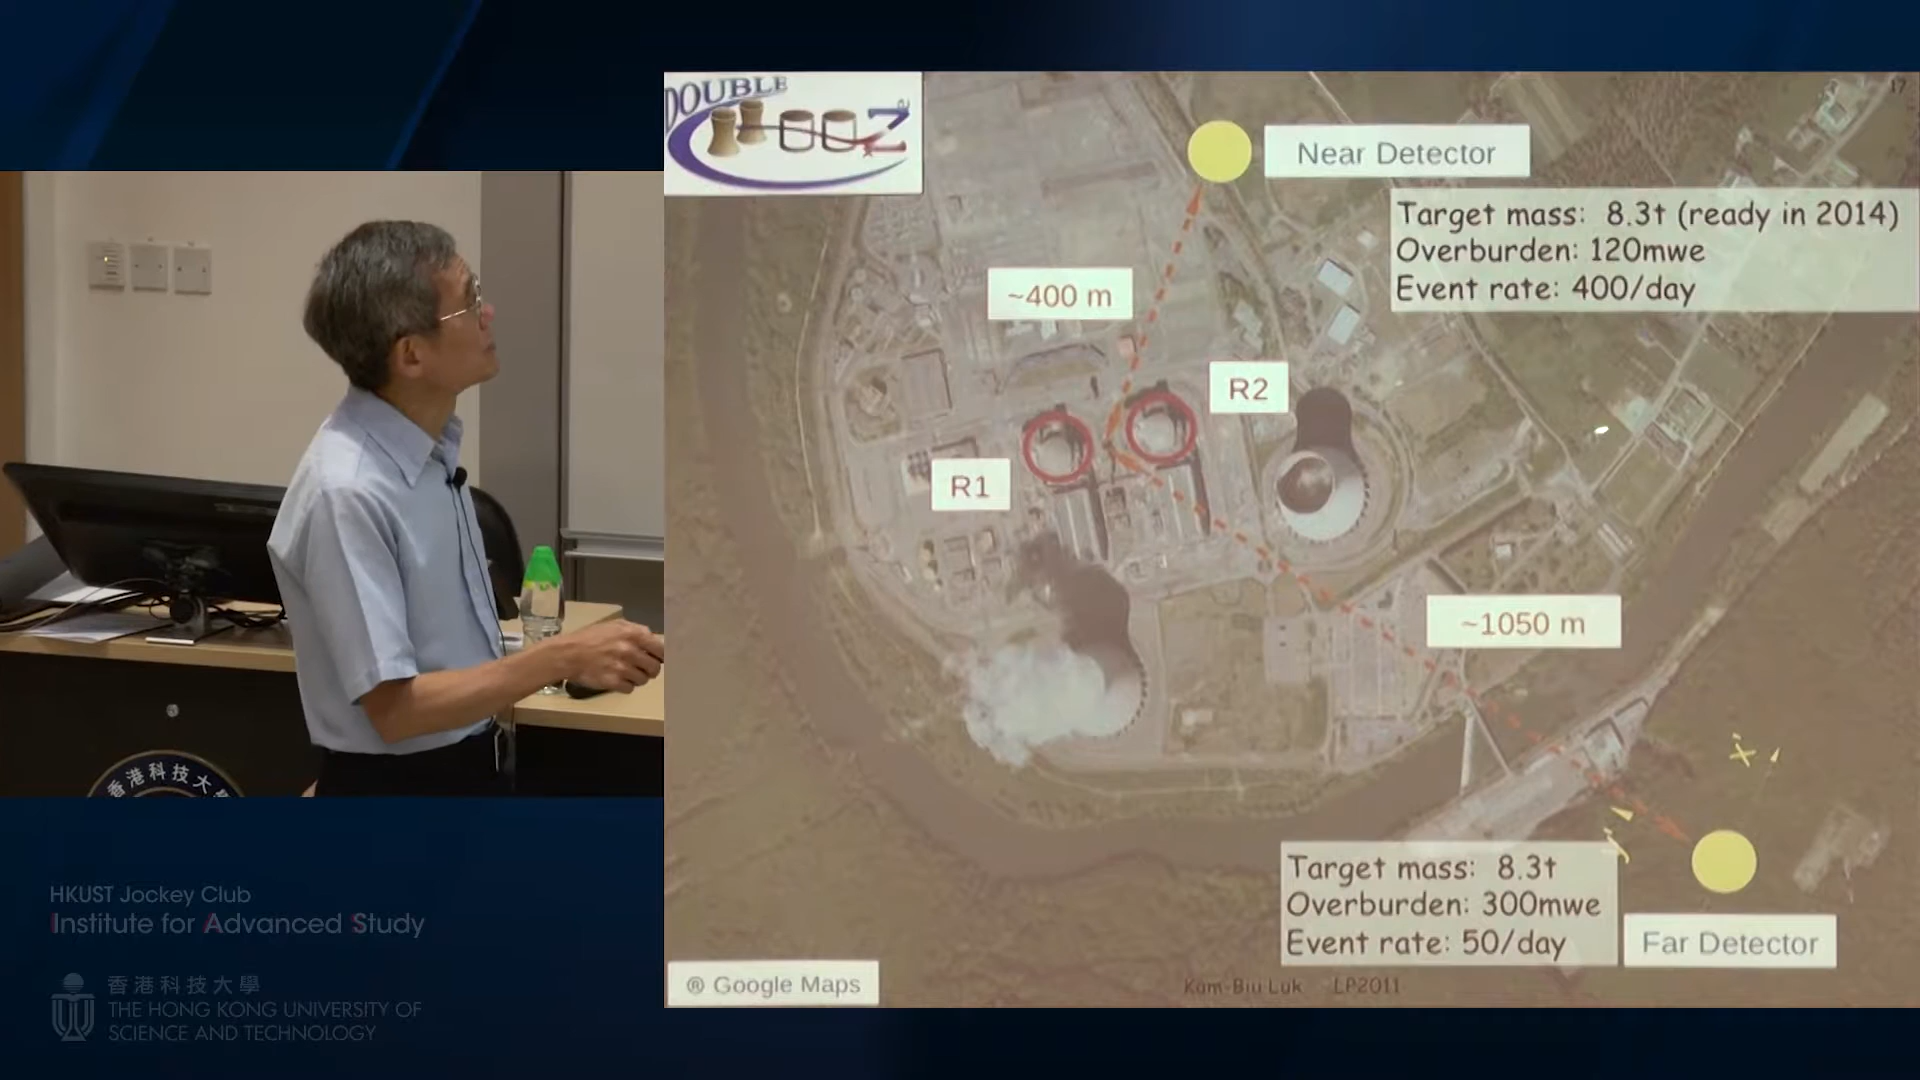 DOUBLE
17
Near Detector
Target mass: 8.3t (ready in 2014)
Overburden: 120mwe
Event rate: 400/day
~400 m
R2
R1
~1050 m
Target mass: 8.3t
Overburden: 300mwe
Event rate: 50/day
Far Detector
® Google Maps
Kam-Biu Luk LP2011
香港科技大
HKUST Jockey Club
Institute for Advanced Study
香港科技大學
THE HONG KONG UNIVERSITY OF
SCIENCE AND TECHNOLOGY